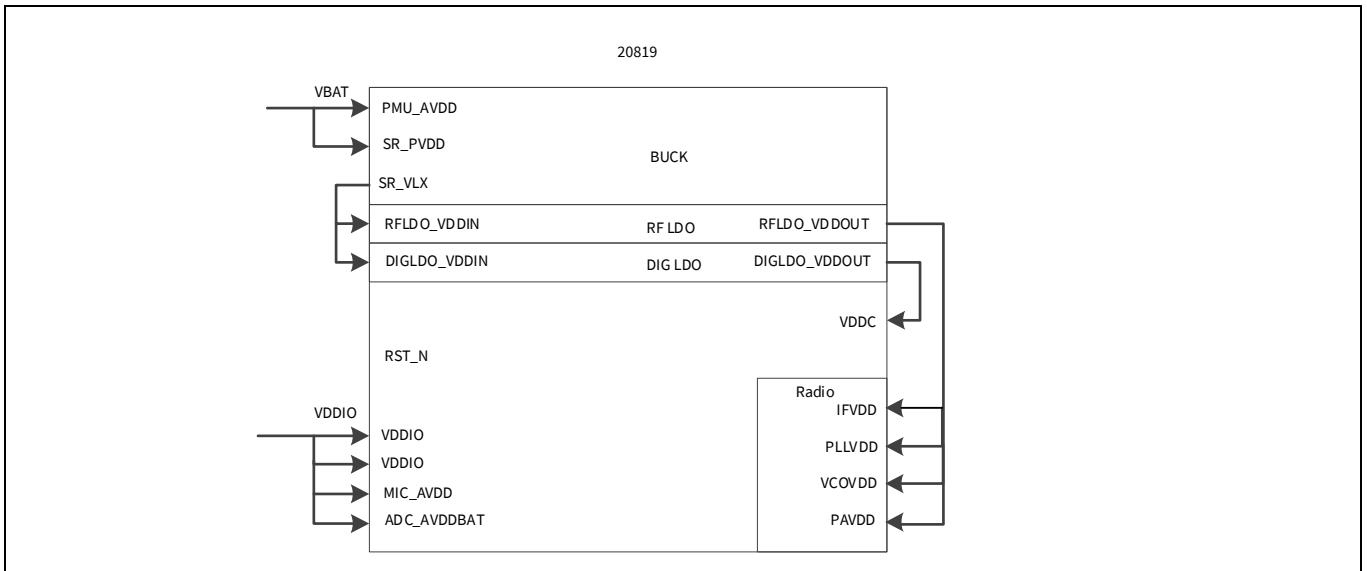 20819
VBAT
PMU_AVDD
SR_PVDD
BUCK
SR_VLX
RFLDO_VDDIN
RF LDO
RFLDO_VDDOUT
DIGLDO_VDDIN
DIG LDO
DIGLDO_VDDOUT
VDDC
RST_N
Radio
IFVDD
VDDIO
VDDIO
PLLVDD
VDDIO
VCOVDD
MIC_AVDD
ADC_AVDDBAT
PAVDD